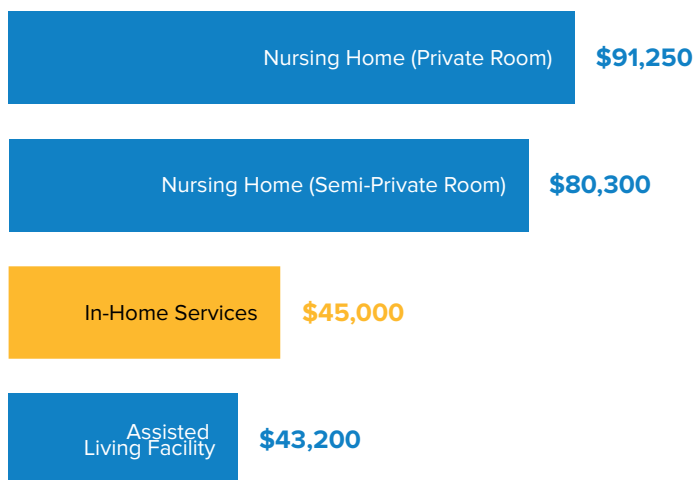 Nursing Home (Private Room) $91,250
Nursing Home (Semi-Private Room) $80,300
In-Home Services $45,000
Assisted
Living Facility $43,200